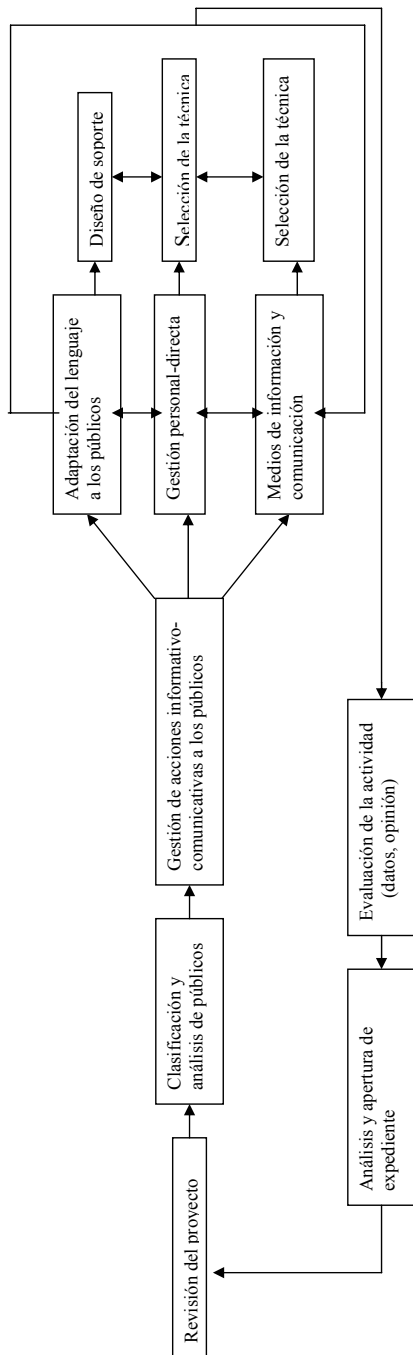 Revisión del proyecto
Clasificación y
análisis de públicos
Gestión de acciones informativo-
comunicativas a los públicos
Adaptación del lenguaje
a los públicos
Diseño de soporte
Gestión personal-directa
Selección de la técnica
Medios de información y
comunicación
Selección de la técnica
Evaluación de la actividad
(datos, opinión)
Análisis y apertura de
expediente